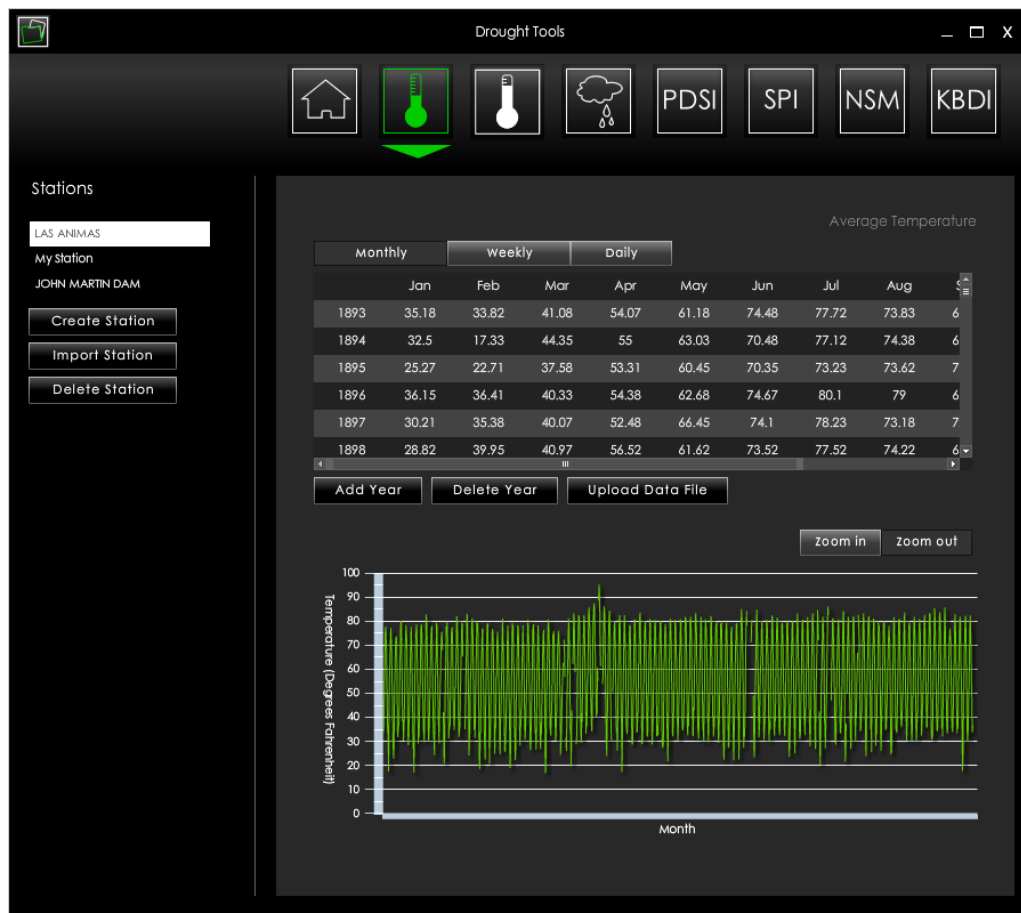 Drought Tools
X
PDSI SPI NSM KBDI
Stations
LAS ANIMAS
My Station
JOHN MARTIN DAM
Create Station
Import Station
Delete Station
Average Temperature
Monthly Weekly Daily
Jan Feb Mar Apr May Jun Jul Aug S
1893 35.18 33.82 41.08 54.07 61.18 74.48 77.72 73.83 6
1894 32.5 17.33 44.35 55 63.03 70.48 77.12 74.38 6
1895 25.27 22.71 37.58 53.31 60.45 70.35 73.23 73.62 7
1896 36.15 36.41 40.33 54.38 62.68 74.67 80.1 79 6
1897 30.21 35.38 40.07 52.48 66.45 74.1 78.23 73.18 7
1898 28.82 39.95 40.97 56.52 61.62 73.52 77.52 74.22 6
Add Year Delete Year Upload Data File
Zoom in Zoom out
Temperature (Degrees Fahrenheit)
100
90
80
70
60
50
40
30
20
10
0
Month